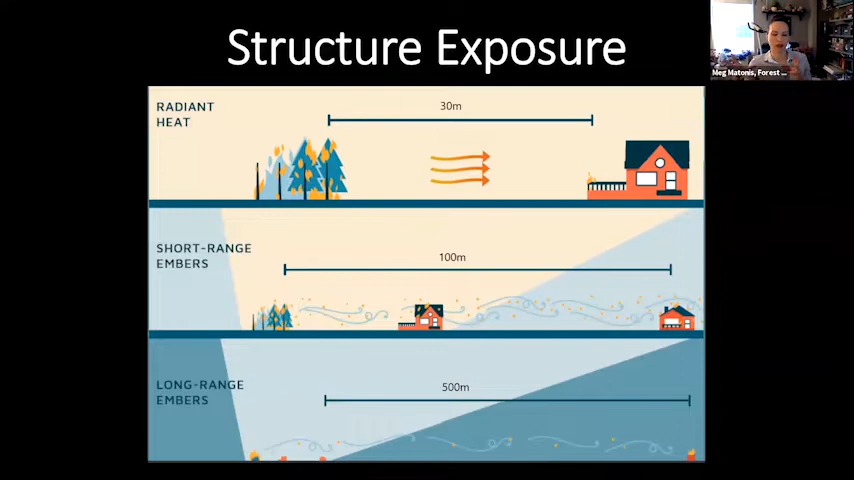 Structure Exposure
Meg Matonis, Forest ...
RADIANT
HEAT
30m
SHORT-RANGE
EMBERS
100m
LONG-RANGE
EMBERS
500m